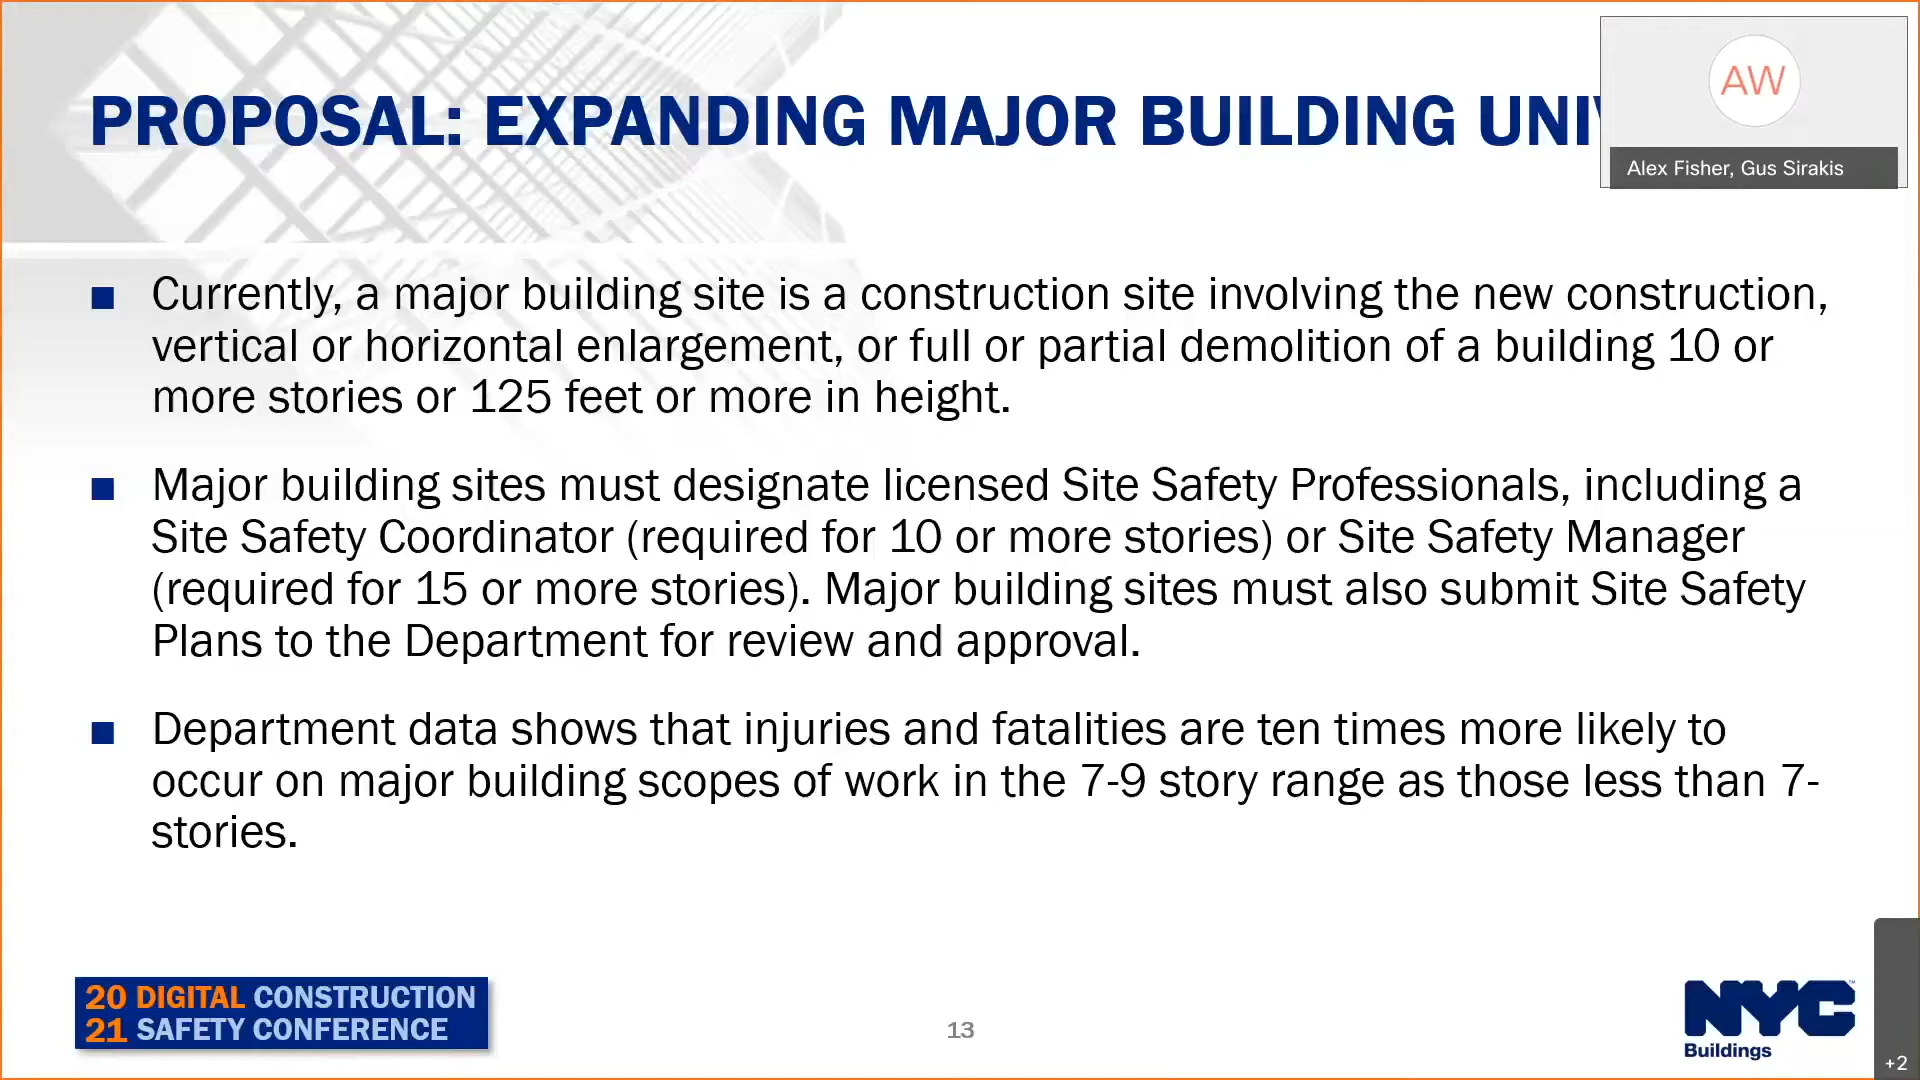 PROPOSAL: EXPANDING MAJOR BUILDING
AW
Alex Fisher, Gus Sirakis
■ Currently, a major building site is a construction site involving the new construction,
vertical or horizontal enlargement, or full or partial demolition of a building 10 or
more stories or 125 feet or more in height.
■ Major building sites must designate licensed Site Safety Professionals, including a
Site Safety Coordinator (required for 10 or more stories) or Site Safety Manager
(required for 15 or more stories). Major building sites must also submit Site Safety
Plans to the Department for review and approval.
■ Department data shows that injuries and fatalities are ten times more likely to
occur on major building scopes of work in the 7-9 story range as those less than 7-
stories.
20 DIGITAL CONSTRUCTION
21 SAFETY CONFERENCE
13
NYC™
Buildings
+2